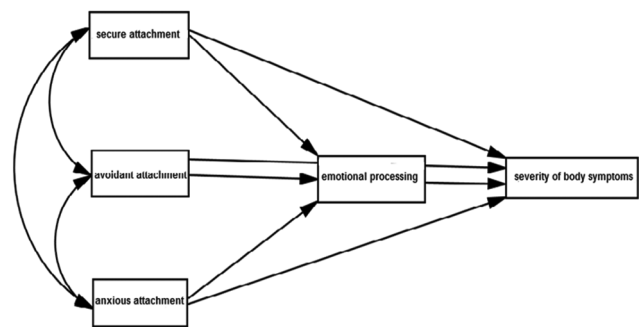 secure attachment
avoidant attachment
emotional processing
severity of body symptoms
anxious attachment